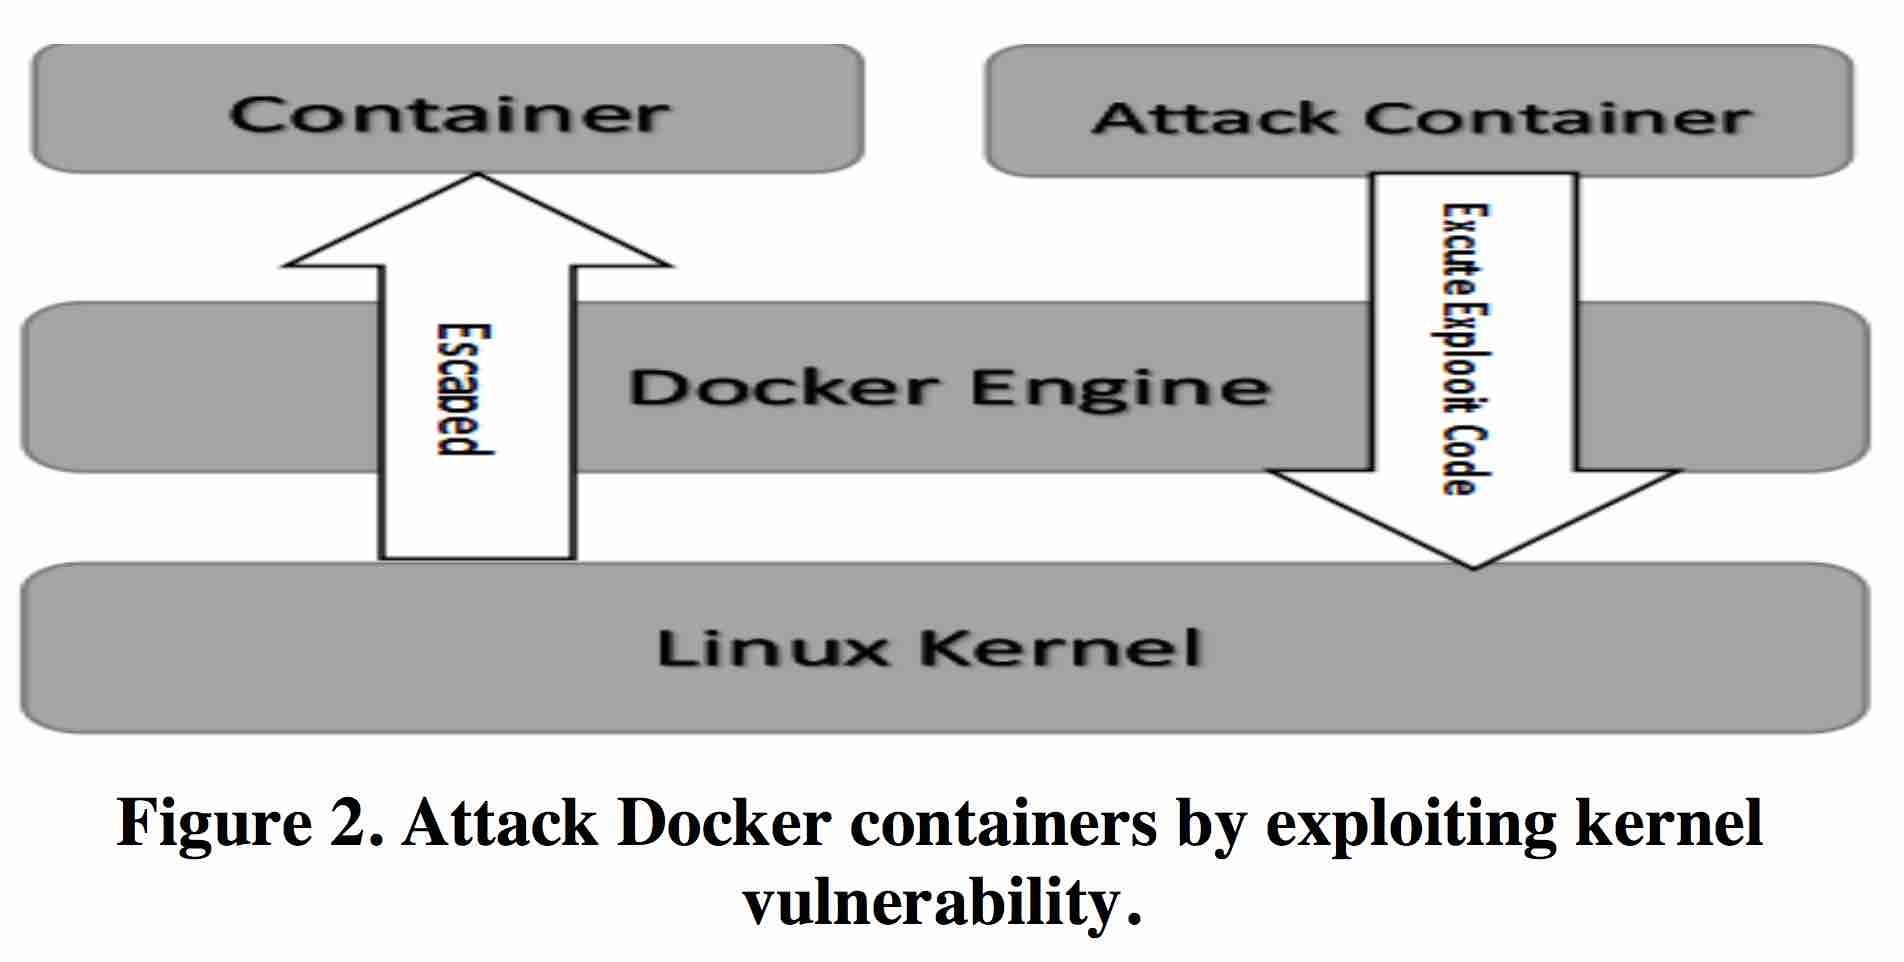 Container
Attack Container
Escaped
Excute Exploit Code
Docker Engine
Linux Kernel
Figure 2. Attack Docker containers by exploiting kernel
vulnerability.